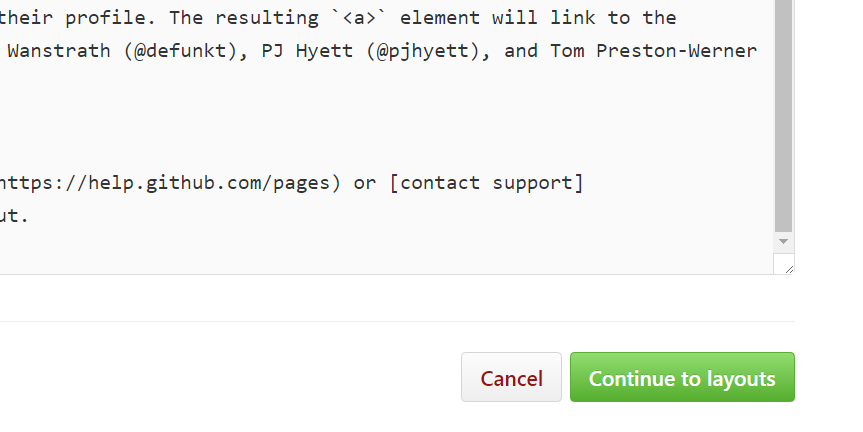 their profile. The resulting `<a>` element will link to the
Wanstrath (@defunkt), PJ Hyett (@pjhyett), and Tom Preston-Werner
https://help.github.com/pages) or [contact support]
ut.
Cancel
Continue to layouts